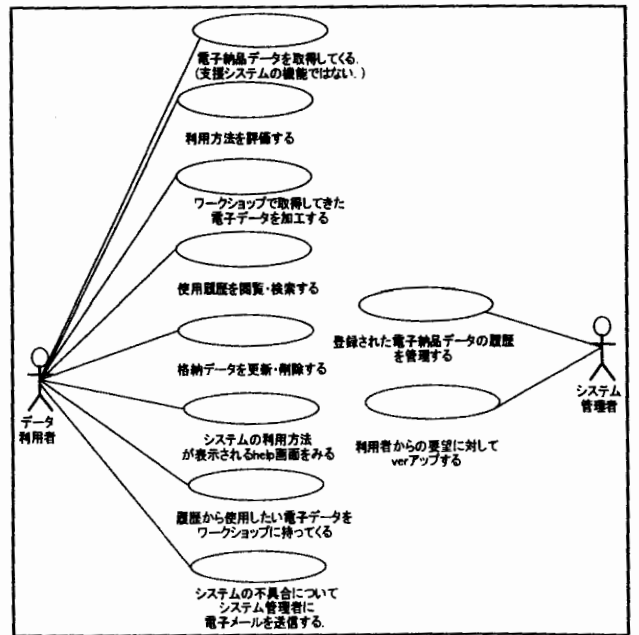 電子納品データを取得してくる.
(支援システムの機能ではない. )
利用方法を評価する
ワークショップで取得してきた
電子データを加工する
使用履歴を閲覧・検索する
格納データを更新・削除する
システムの利用方法
が表示されるhelp画面をみる
履歴から使用したい電子データを
ワークショップに持ってくる
システムの不具合について
システム管理者に
電子メールを送信する.
データ
利用者
登録された電子納品データの履歴
を管理する
利用者からの要望に対して
verアップする
システム
管理者